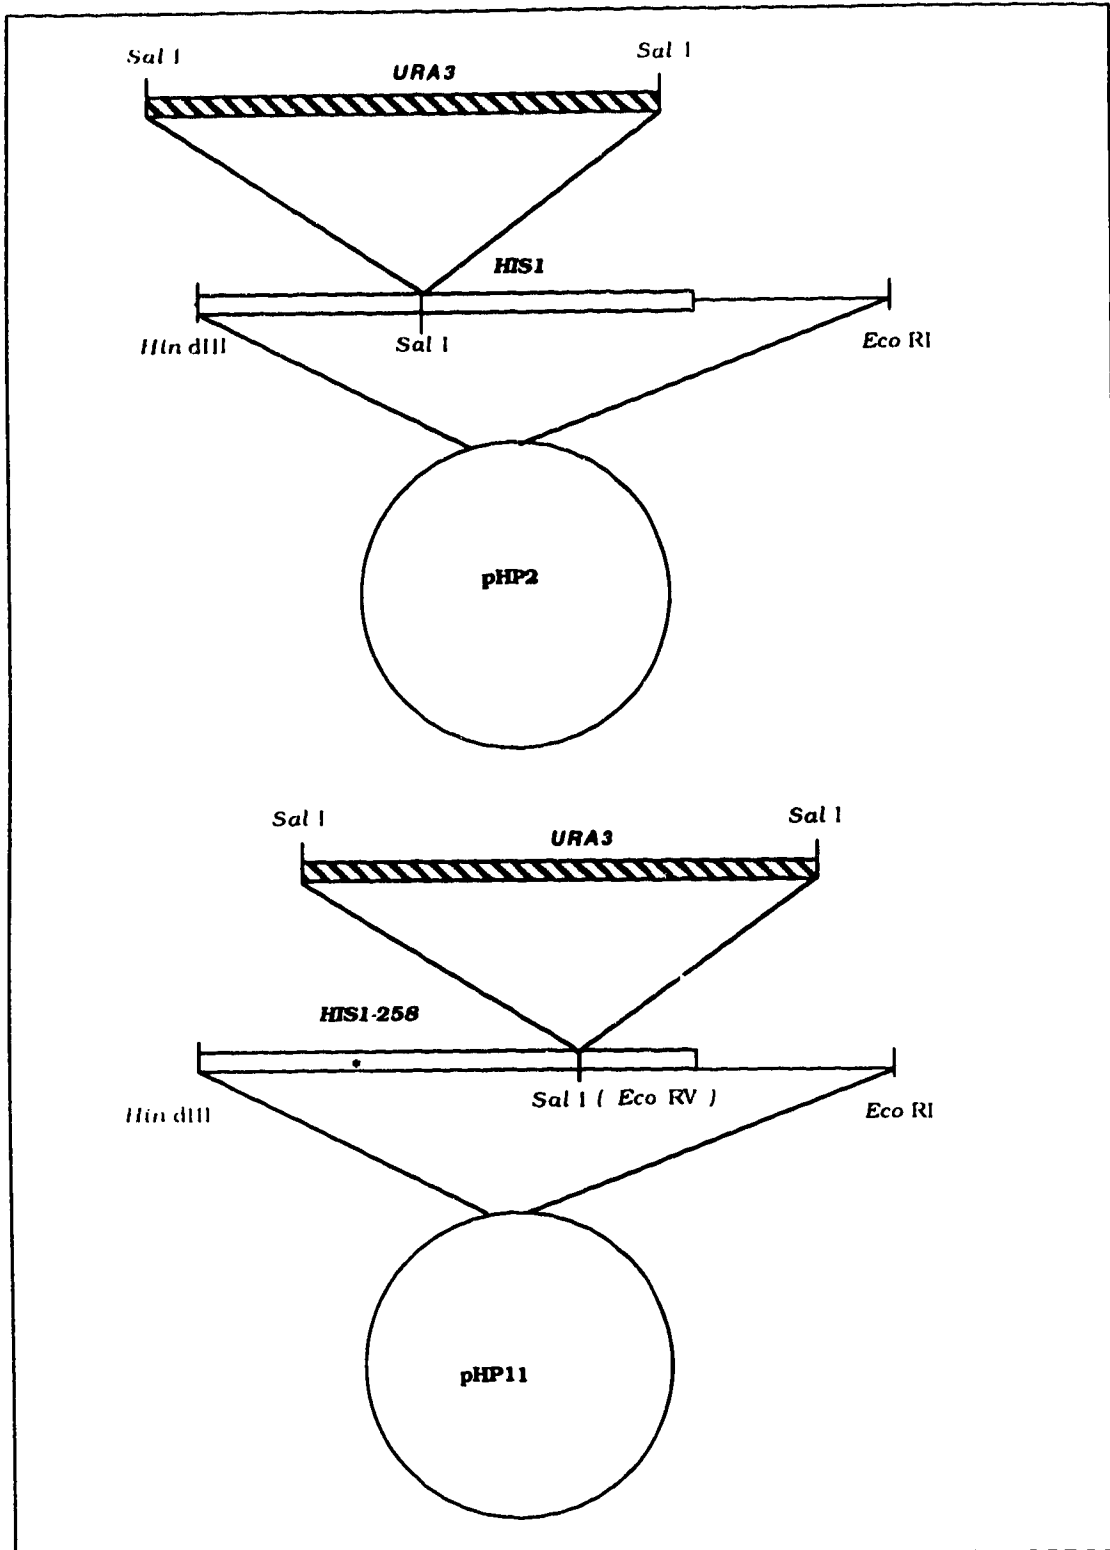 Sal I
Sal I
URA3
HIS1
Hin dIII
Sal I
Eco RI
pHP2
Sal I
Sal I
URA3
HIS1-258
*
Sal I ( Eco RV )
Hin dIII
Eco RI
pHP11